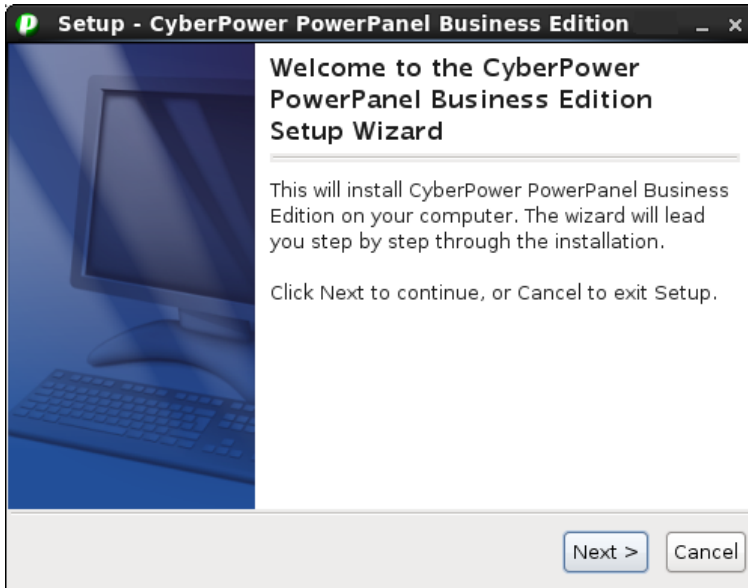 Setup - CyberPower PowerPanel Business Edition
Welcome to the CyberPower
PowerPanel Business Edition
Setup Wizard
This will install CyberPower PowerPanel Business
Edition on your computer. The wizard will lead
you step by step through the installation.
Click Next to continue, or Cancel to exit Setup.
Next >
Cancel